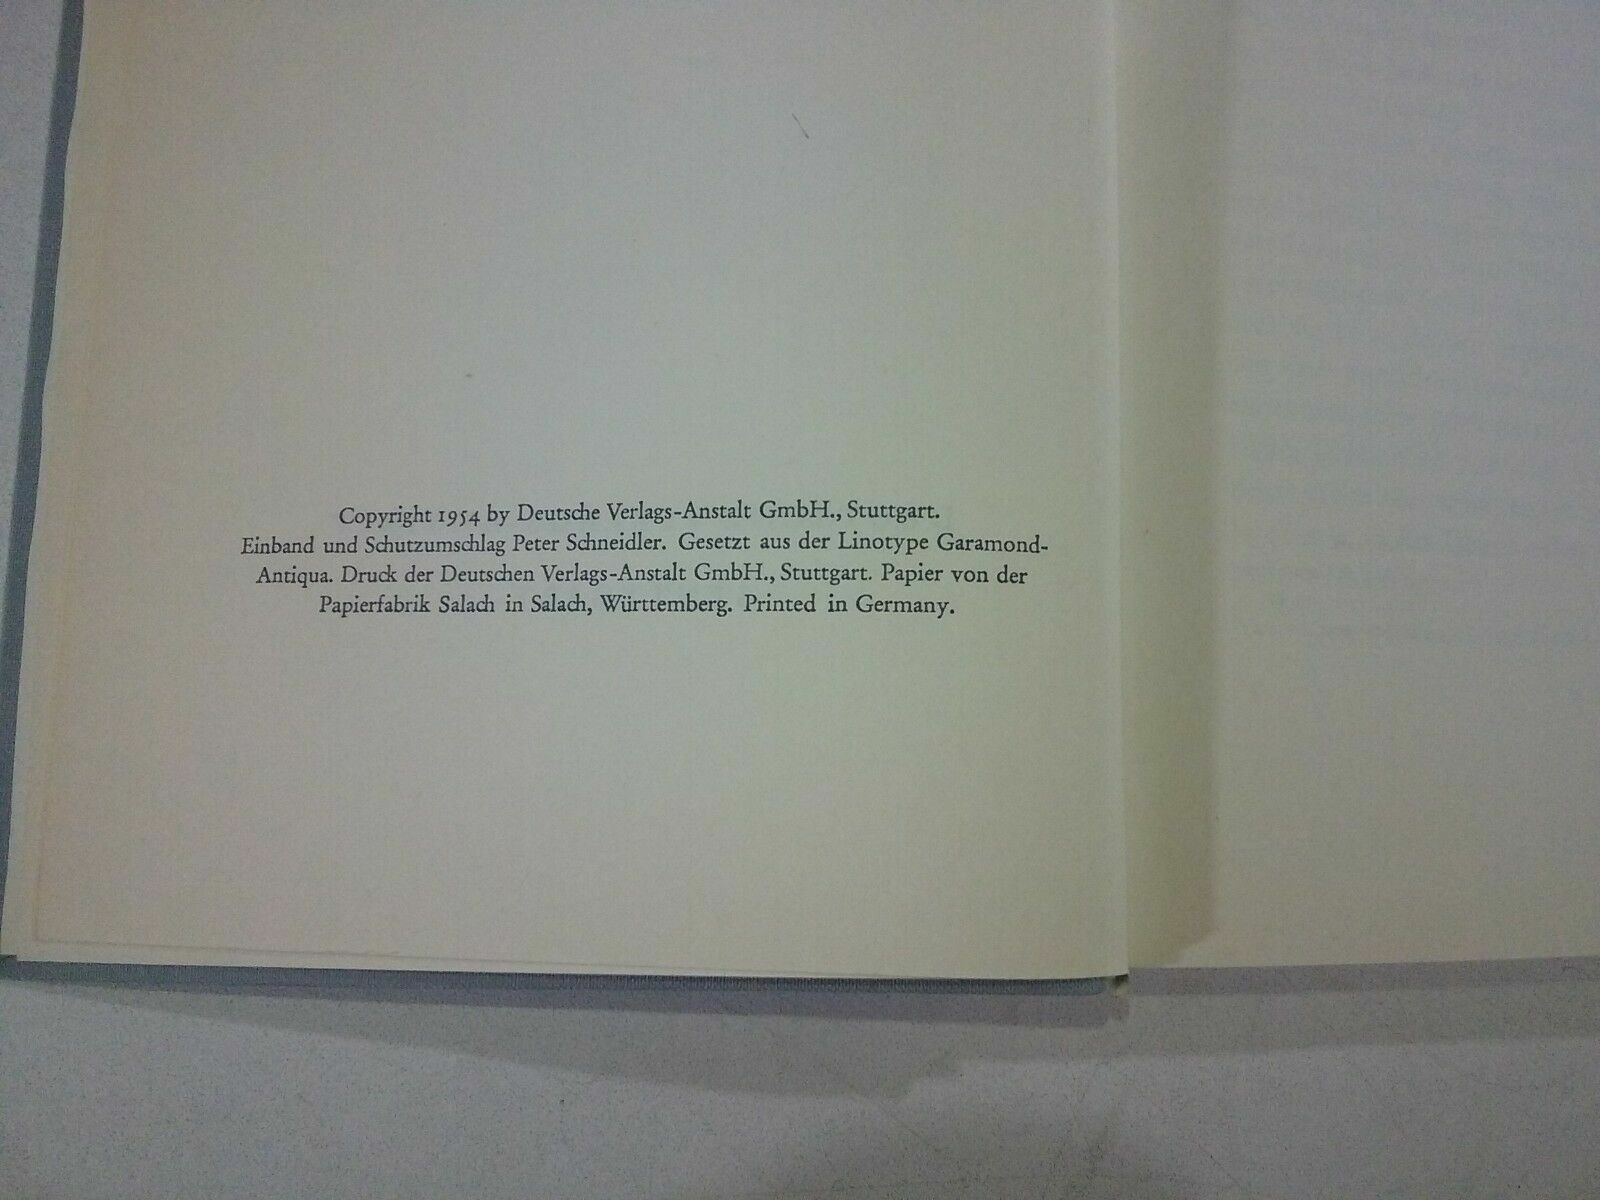 Copyright 1954 by Deutsche Verlags-Anstalt GmbH., Stuttgart.
Einband und Schutzumschlag Peter Schneidler. Gesetzt aus der Linotype Garamond-
Antiqua. Druck der Deutschen Verlags-Anstalt GmbH., Stuttgart. Papier von der
Papierfabrik Salach in Salach, Württemberg. Printed in Germany.